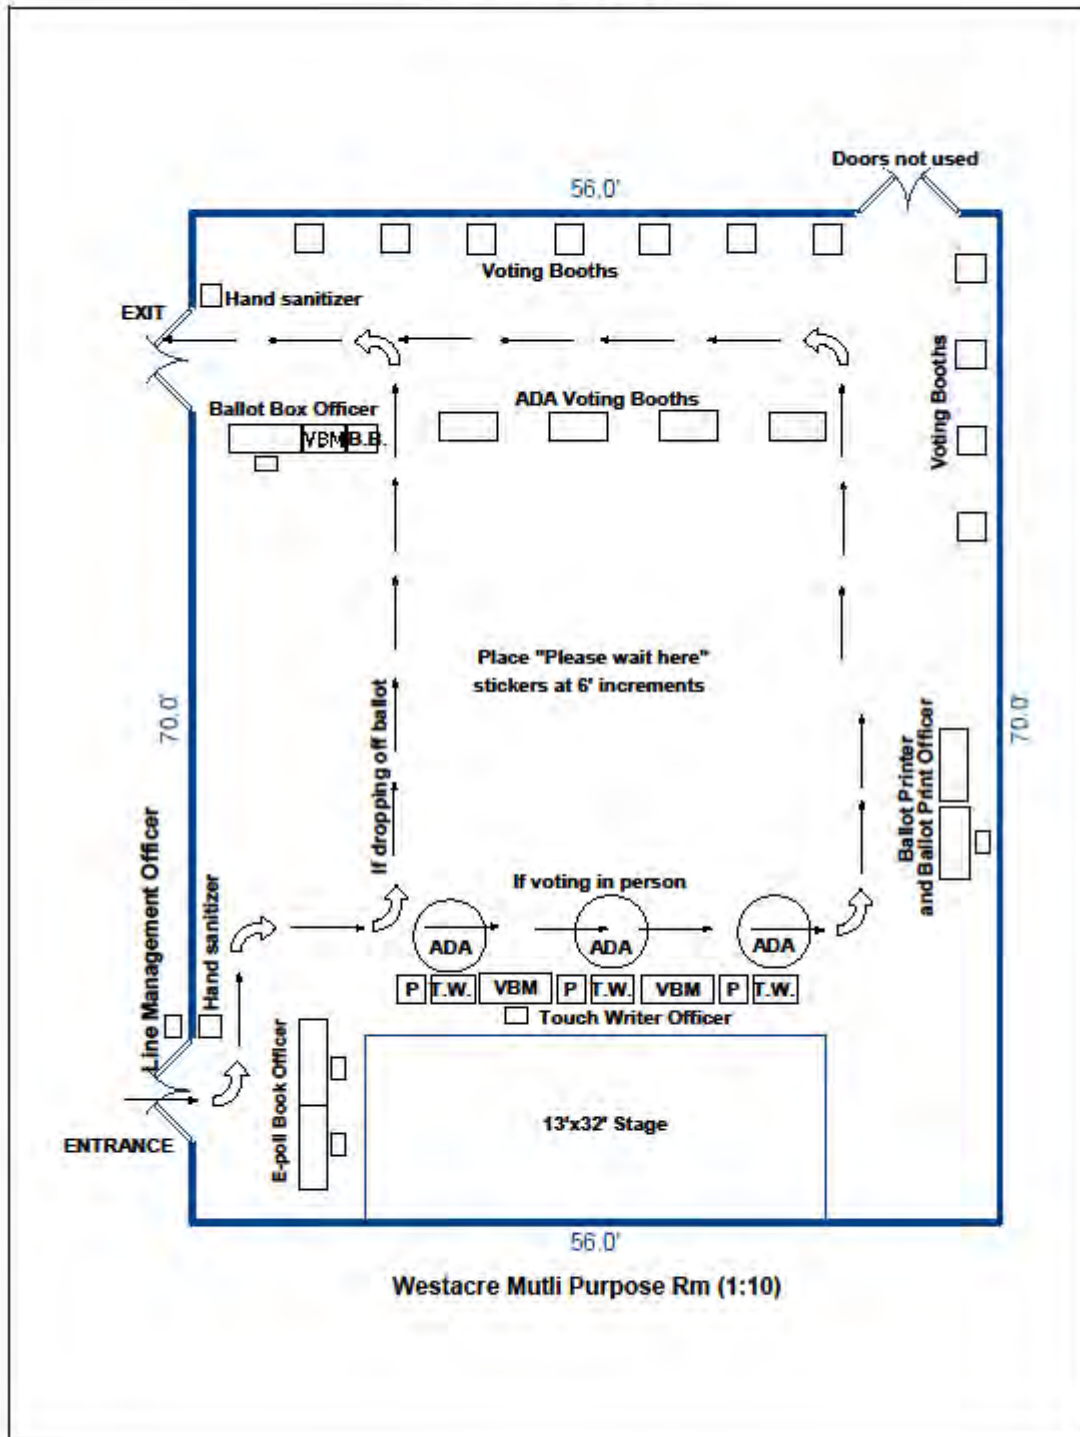 Doors not used
56.0'
Voting Booths
Hand sanitizer
EXIT
Voting Booths
ADA Voting Booths
Ballot Box Officer
VBM
B.B.
Place "Please wait here"
stickers at 6' increments
70.0'
70.0'
If dropping off ballot
Ballot Printer
and Ballot Print Officer
Line Management Officer
Hand sanitizer
If voting in person
ADA
ADA
ADA
P
T.W.
VBM
P
T.W.
VBM
P
T.W.
Touch Writer Officer
E-poll Book Officer
ENTRANCE
13'x32' Stage
56.0'
Westacre Mutli Purpose Rm (1:10)